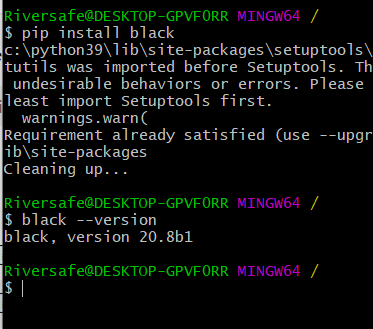 Riversafe@DESKTOP-GPVF0RR MINGW64 /
$ pip install black
c:\python39\lib\site-packages\setuptools\
tutils was imported before Setuptools. Th
undesirable behaviors or errors. Please
least import Setuptools first.
warnings.warn(
Requirement already satisfied (use --upgr
ib\site-packages
Cleaning up...
Riversafe@DESKTOP-GPVF0RR MINGW64 /
$ black --version
black, version 20.8b1
Riversafe@DESKTOP-GPVF0RR MINGW64 /
$